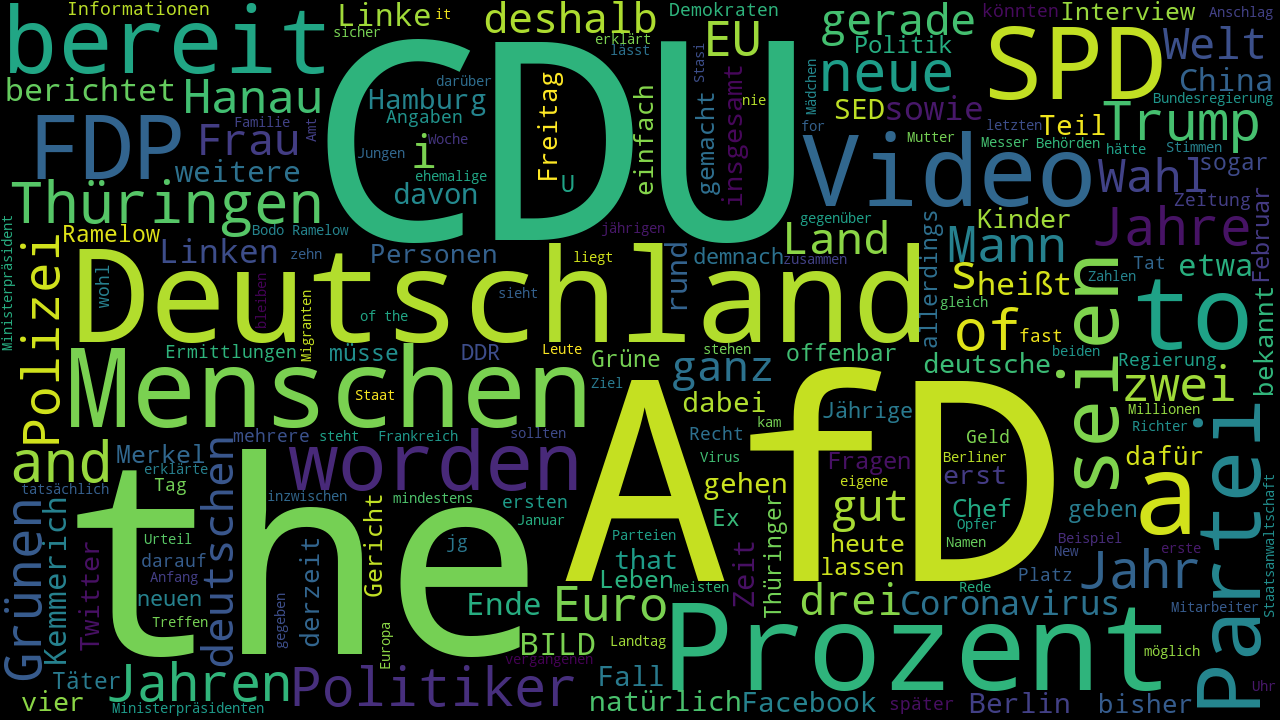 Informationen
Linke
it
deshalb
Demokraten
gerade
könnten
Interview
Anschlag
bereit
CDU
sicher
erklärt
lässt
EU
Politik
SPD
Welt
berichtet
Hanau
darüber
Stasi
neue
China
Hamburg
Angaben
Freitag
einfach
gemacht
insgesamt
nie
Mädchen
SED
sowie
Bundesregierung
FDP
Frau
Familie
Amt
Woche
i
for
Video
Mutter
letzten
Teil
Trump
Messer
Behörden
hätte
Stimmen
weitere
Jungen
ehemalige
U
davon
Wahl
sogar
Thüringen
Zeitung
Februar
Ramelow
Bodo Ramelow
jährigen
gegenüber
Kinder
Jahre
Ministerpräsident
Polizei
Linken
zehn
Personen
liegt
rund
demnach
zusammen
Land
allerdings
Mann
Zahlen
Tat
etwa
Deutschland
wohl
bleiben
sieht
s
heißt
seien
to
bekannt
Migranten
of the
gleich
of
fast
beiden
Ermittlungen
müsse
DDR
Leute
Grüne
stehen
offenbar
deutsche
Regierung
Menschen
Staat
Ziel
ganz
AfD
zwei
dabei
Jährige
Millionen
Richter
Partei
and
Merkel
mehrere
steht
Frankreich
sollten
Recht
kam
Geld
Berliner
dafür
erklärte
Tag
worden
Virus
Fragen
erst
tatsächlich
the
inzwischen
mindestens
ersten
gehen
eigene
Chef
geben
a
Staatsanwaltschaft
Grünen
Kemmerich
deutschen
Gericht
Januar
Ex
Thüringer
gut
Opfer
Urteil
jg
Parteien
Zeit
heute
Namen
Beispiel
erste
Twitter
darauf
derzeit
that
lassen
New
Anfang
Leben
meisten
Rede
Platz
Jahr
neuen
gegeben
Ende
Euro
drei
Coronavirus
Mitarbeiter
Treffen
Europa
BILD
Landtag
Prozent
möglich
vergangenen
Täter
Jahren
Politiker
Fall
Uhr
vier
Ministerpräsidenten
natürlich
Facebook
später
Berlin
bisher